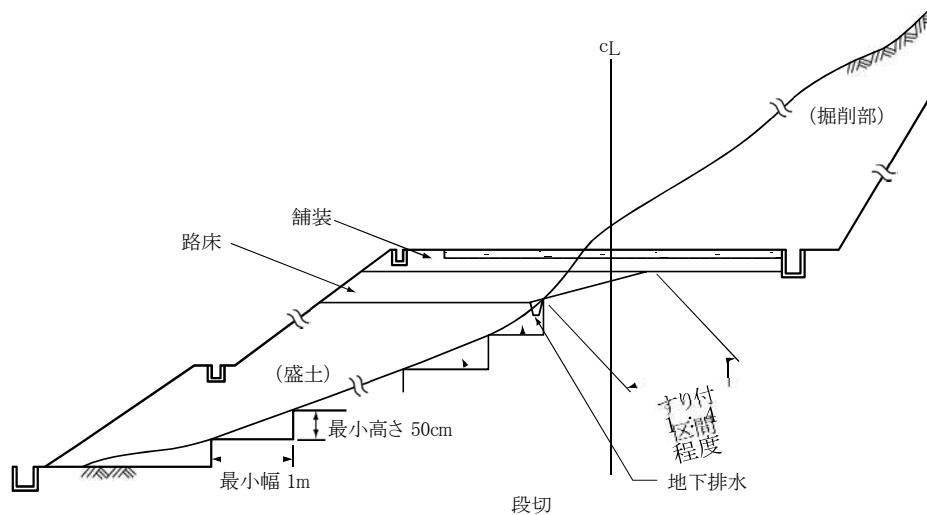 cL
(掘削部)
舗装
路床
(盛土)
すり付
1:4
区間
程度
最小高さ 50cm
最小幅 1m
地下排水
段切